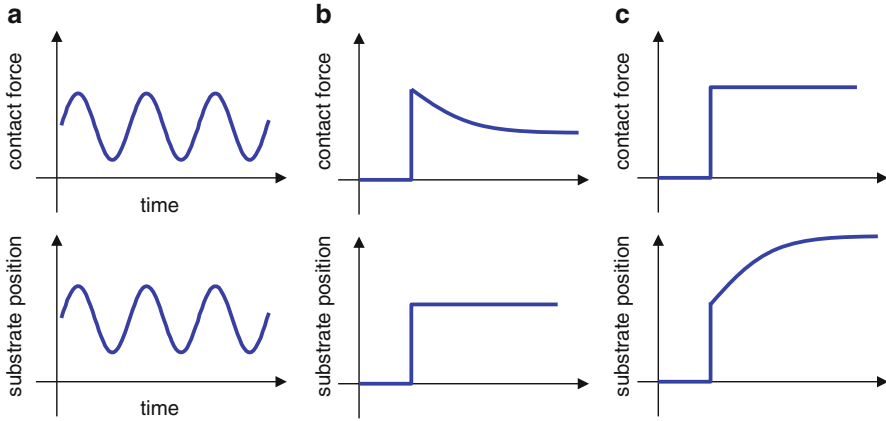 a
contact force
time
substrate position
time
b
contact force
substrate position
c
contact force
substrate position